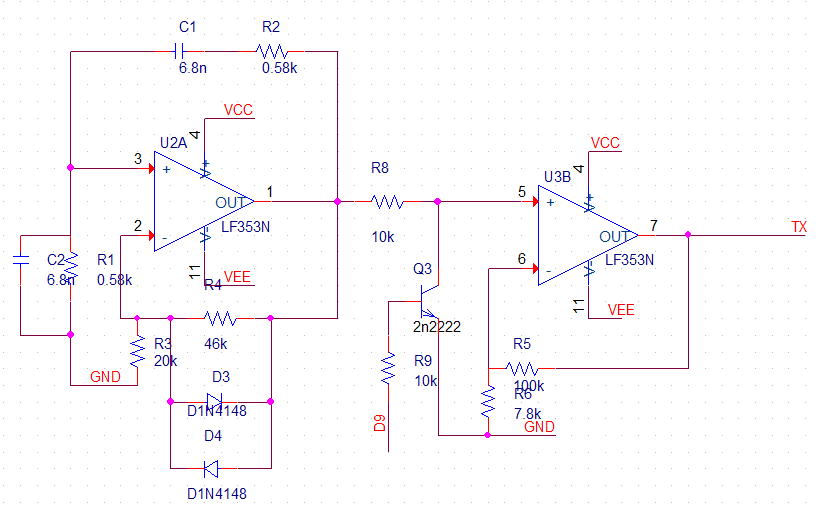 C1 R2
6.8n 0.58k
VCC
4
U2A
3
+
V+
OUT
1
LF353N
2
-
V-
11
VEE
C2 R1
6.8n 0.58k
R4
46k
R3
20k
GND
D3
D1N4148
D4
D1N4148
R8
10k
Q3
2n2222
R9
10k
D9
VCC
4
U3B
5
+
V+
OUT
7
TX
LF353N
6
-
V-
11
VEE
R5
100k
R6
7.8k
GND